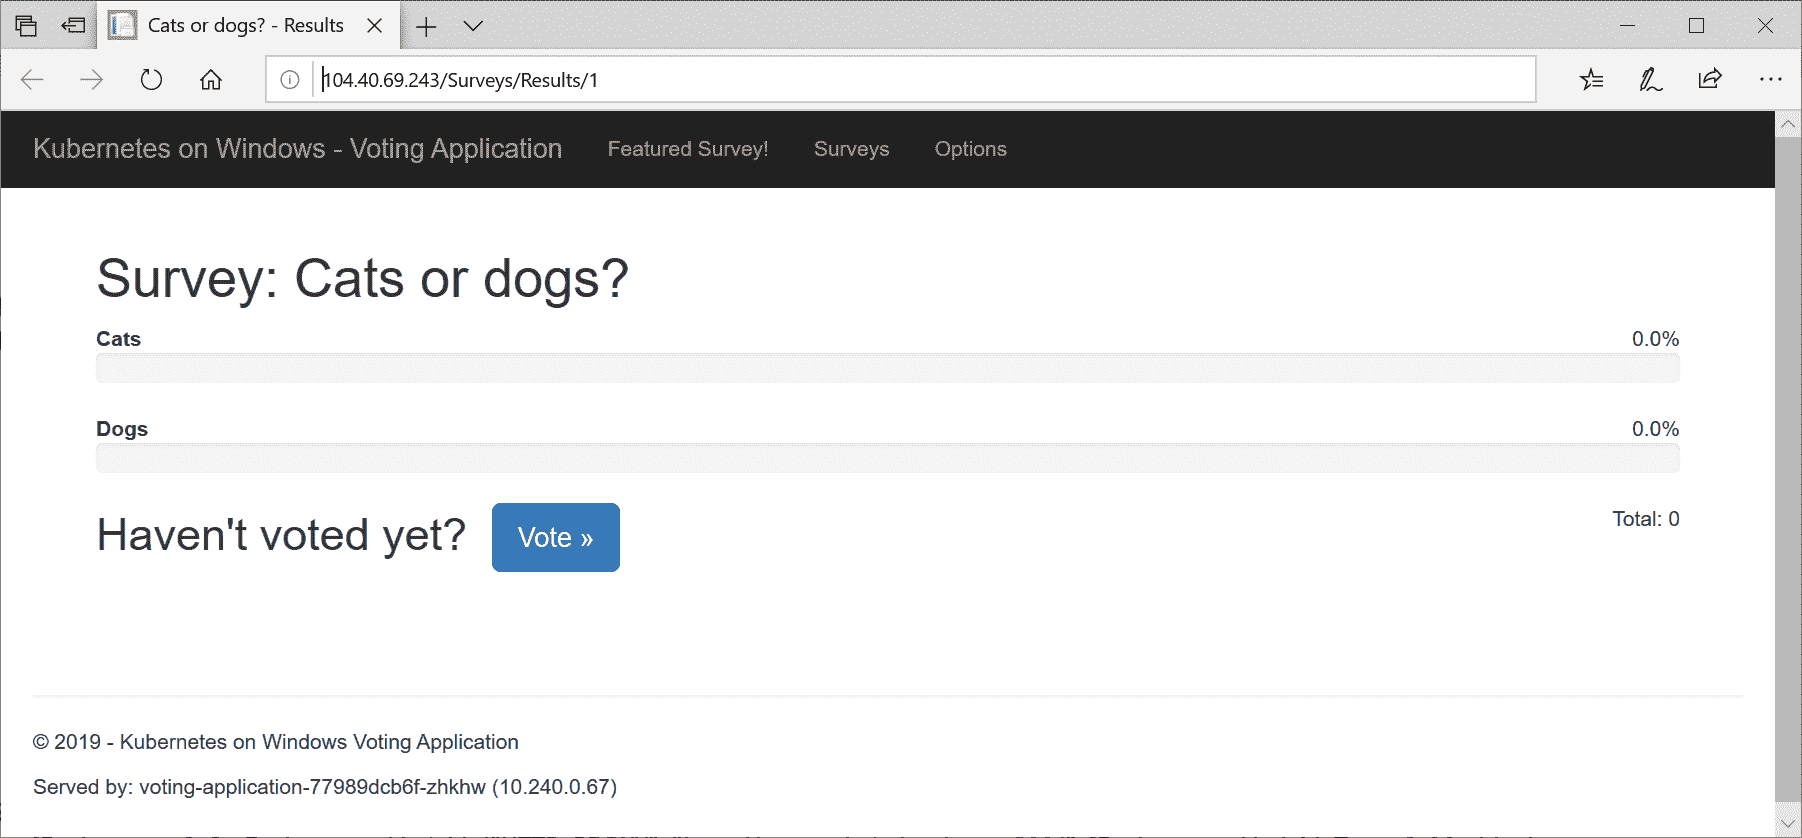 Cats or dogs? - Results
104.40.69.243/Surveys/Results/1
Kubernetes on Windows - Voting Application Featured Survey! Surveys Options
Survey: Cats or dogs?
Cats 0.0%
Dogs 0.0%
Haven't voted yet? Vote » Total: 0
© 2019 - Kubernetes on Windows Voting Application
Served by: voting-application-77989dcb6f-zhkhw (10.240.0.67)